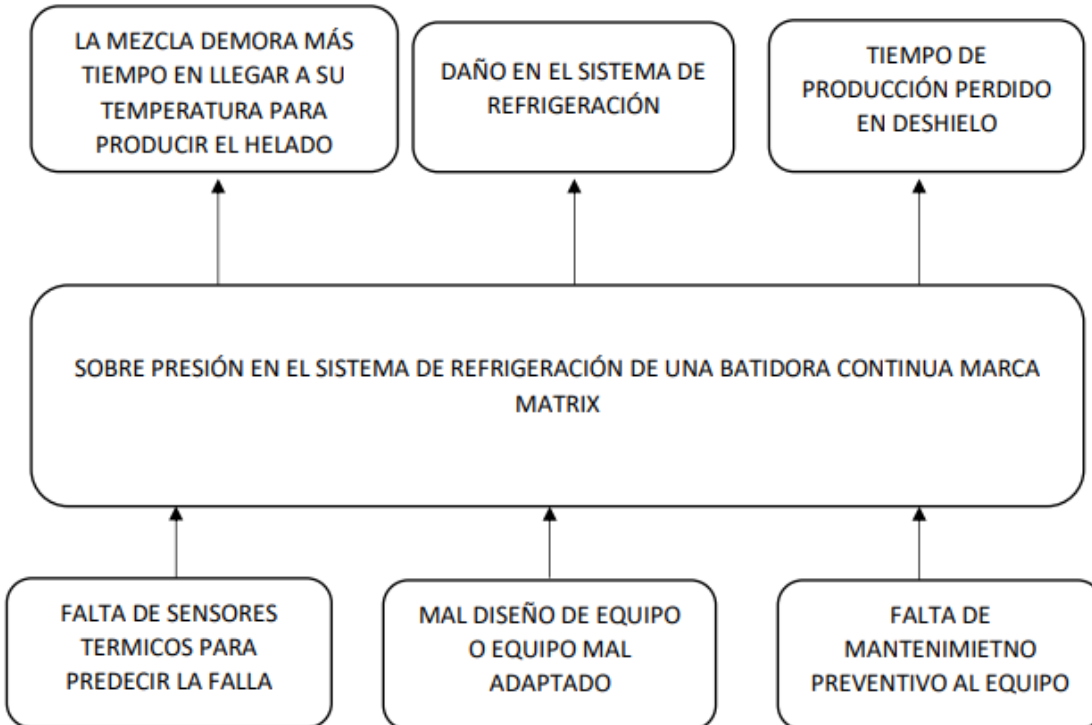 LA MEZCLA DEMORA MÁS
TIEMPO EN LLEGAR A SU
TEMPERATURA PARA
PRODUCIR EL HELADO
DAÑO EN EL SISTEMA DE
REFRIGERACIÓN
TIEMPO DE
PRODUCCIÓN PERDIDO
EN DESHIELO
SOBRE PRESIÓN EN EL SISTEMA DE REFRIGERACIÓN DE UNA BATIDORA CONTINUA MARCA
MATRIX
FALTA DE SENSORES
TERMICOS PARA
PREDECIR LA FALLA
MAL DISEÑO DE EQUIPO
O EQUIPO MAL
ADAPTADO
FALTA DE
MANTENIMIETNO
PREVENTIVO AL EQUIPO